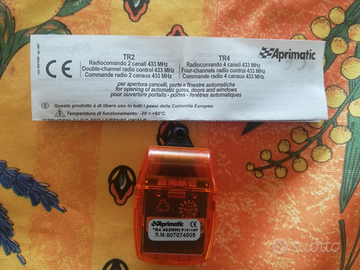 TR2
Radiocomando 2 canali 433 MHz
Double-channel radio control 433 MHz
Commande radio 2 canaux 433 MHz
TR4
Radiocomando 4 canali 433 MHz
Four-channels radio control 433 MHz
Commande radio 4 canaux 433 MHz
Aprimatic
CE
per apertura cancelli, porte e finestre automatiche
for opening of automatic gates, doors and windows
pour ouverture portails - portes - fenêtres automatiques
Questo prodotto è di uso in tutti i paesi della Comunità Europea.
Temperatura di funzionamento: -20 ÷ +60°C
Aprimatic
TR4 433MHz
S.N:007074005
subito